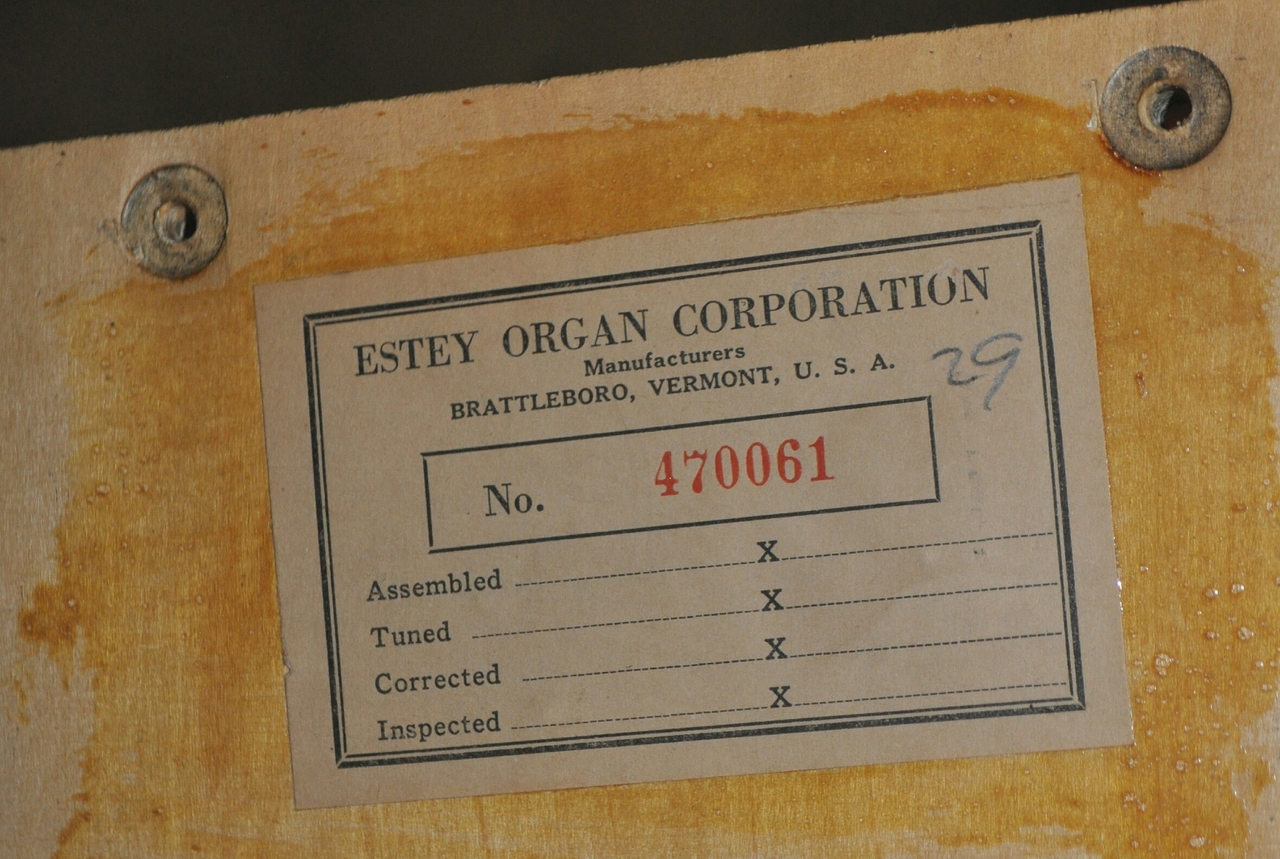 ESTEY ORGAN CORPORATION
Manufacturers
BRATTLEBORO, VERMONT, U. S. A.
29
No. 470061
Assembled X
Tuned X
Corrected X
Inspected X